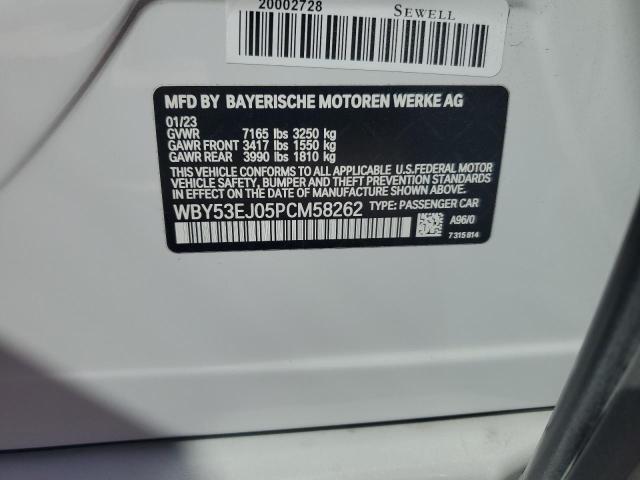 20002728 SEWELL
MFD BY BAYERISCHE MOTOREN WERKE AG
01/23
GVWR 7165 lbs 3250 kg
GAWR FRONT 3417 lbs 1550 kg
GAWR REAR 3990 lbs 1810 kg
THIS VEHICLE CONFORMS TO ALL APPLICABLE U.S.FEDERAL MOTOR
VEHICLE SAFETY, BUMPER, AND THEFT PREVENTION STANDARDS IN
EFFECT ON THE DATE OF MANUFACTURE SHOWN ABOVE.
WBY53EJ05PCM58262 TYPE: PASSENGER CAR
A96/0
7 315 814